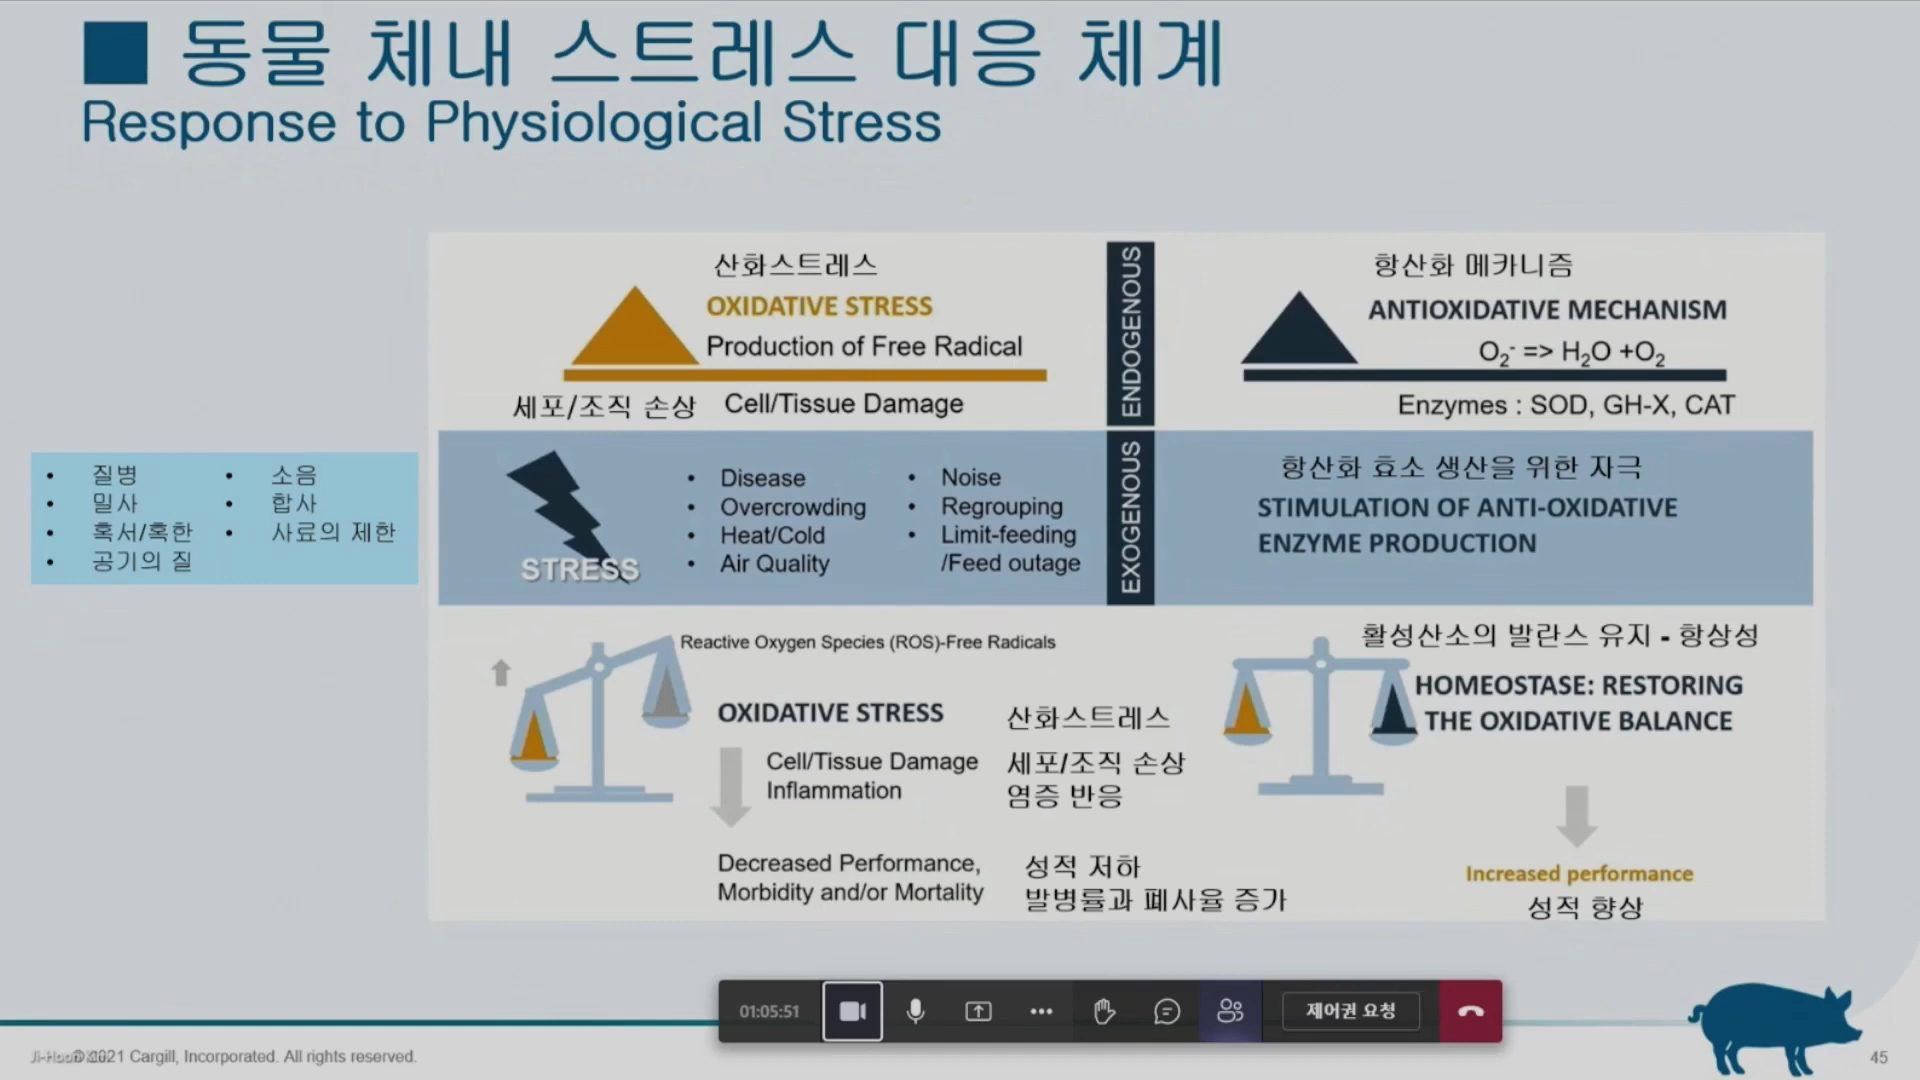 동물 체내 스트레스 대응 체계
Response to Physiological Stress
산화스트레스
OXIDATIVE STRESS
Production of Free Radical
세포/조직 손상 Cell/Tissue Damage
ENDOGENOUS
항산화 메카니즘
ANTIOXIDATIVE MECHANISM
O₂⁻ => H₂O +O₂
Enzymes : SOD, GH-X, CAT
• 질병
• 밀사
• 혹서/혹한
• 공기의 질
• 소음
• 합사
• 사료의 제한
STRESS
• Disease
• Overcrowding
• Heat/Cold
• Air Quality
• Noise
• Regrouping
• Limit-feeding
/Feed outage
EXOGENOUS
항산화 효소 생산을 위한 자극
STIMULATION OF ANTI-OXIDATIVE
ENZYME PRODUCTION
Reactive Oxygen Species (ROS)-Free Radicals
OXIDATIVE STRESS 산화스트레스
Cell/Tissue Damage 세포/조직 손상
Inflammation 염증 반응
Decreased Performance, 성적 저하
Morbidity and/or Mortality 발병률과 폐사율 증가
활성산소의 발란스 유지 - 항상성
HOMEOSTASE: RESTORING
THE OXIDATIVE BALANCE
Increased performance
성적 향상
01:05:51
제어권 요청
© 2021 Cargill, Incorporated. All rights reserved.
45